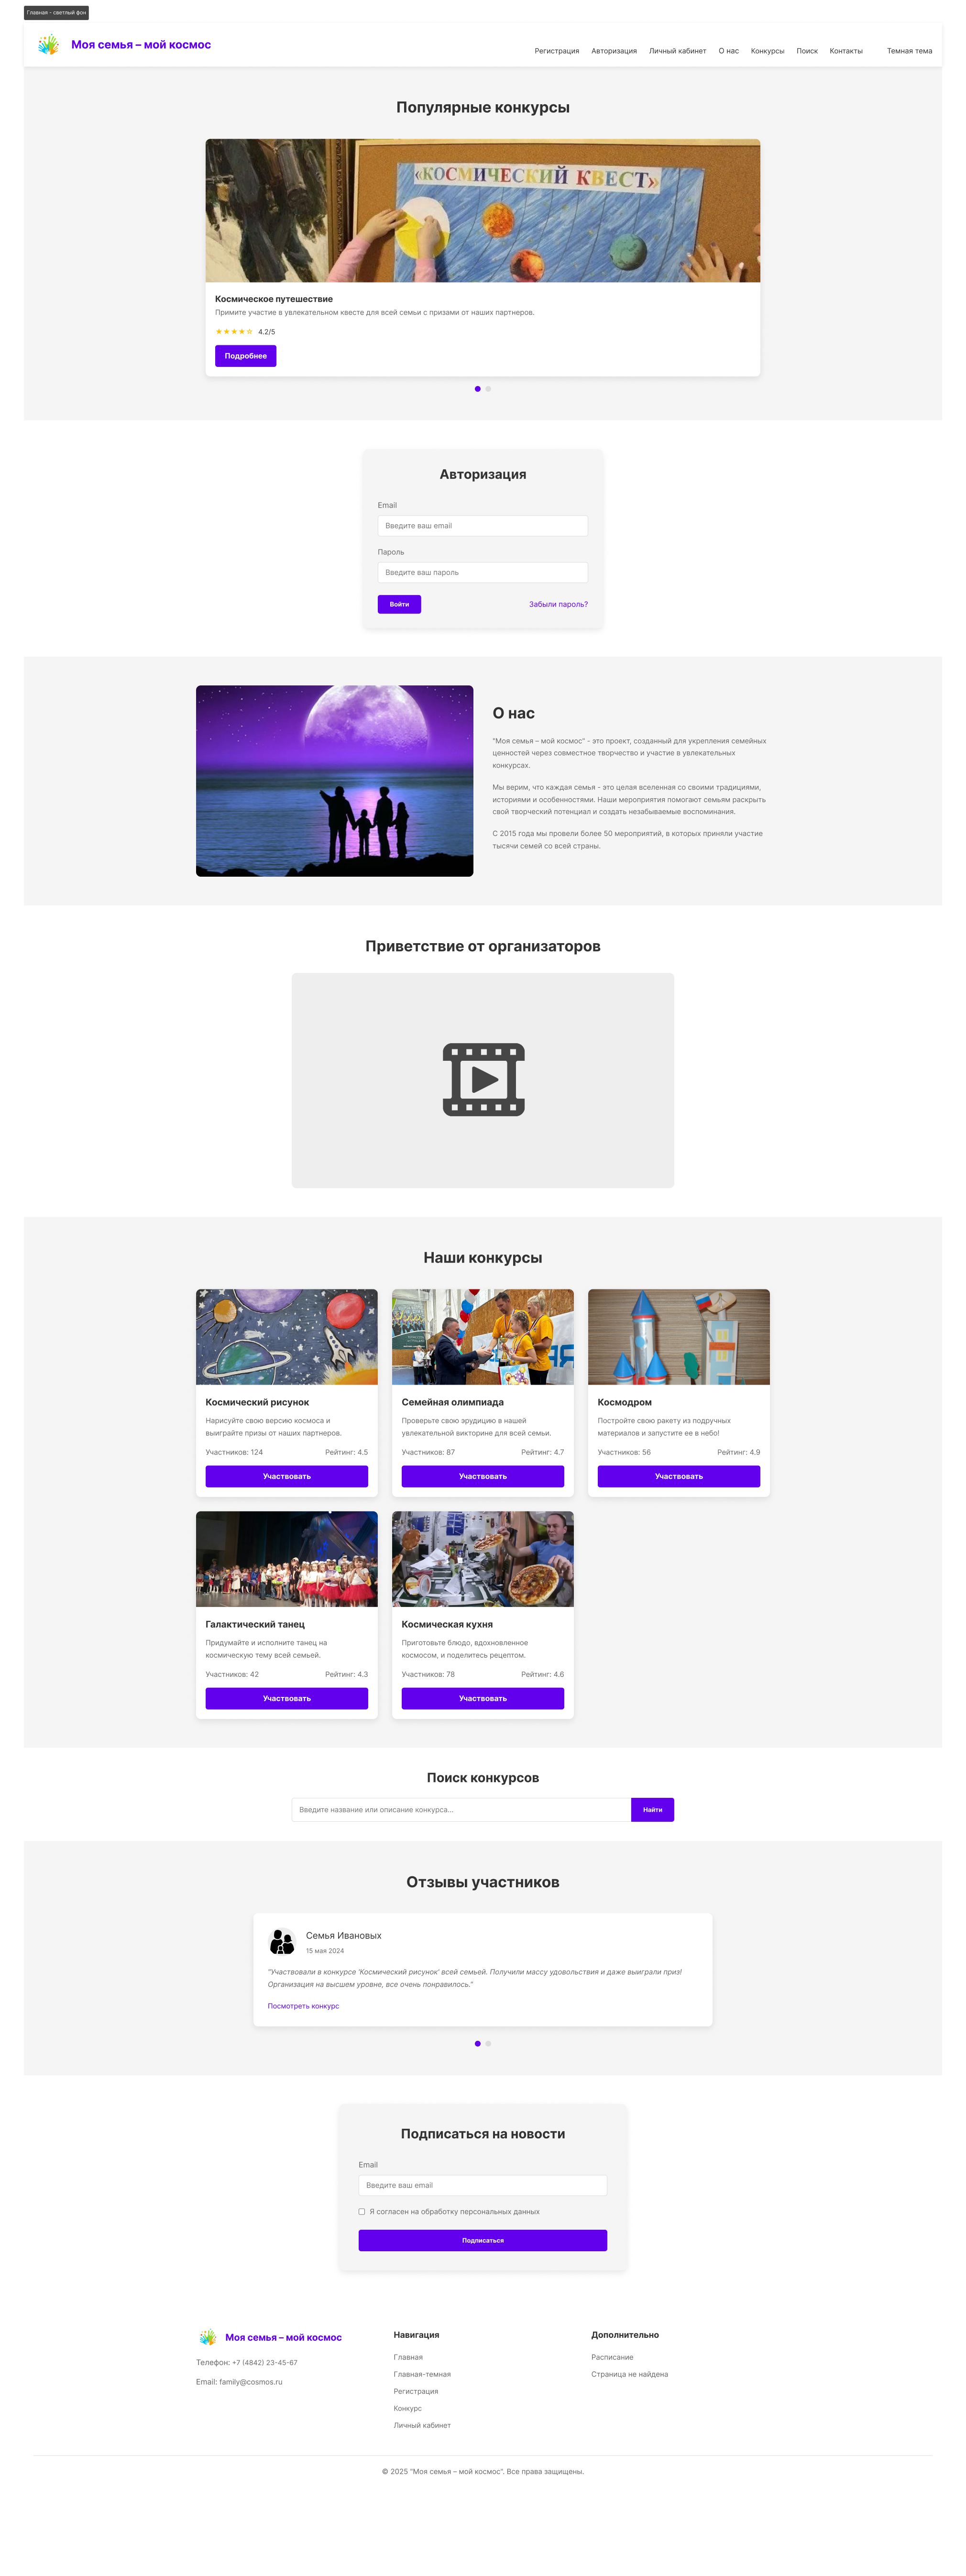 Главная - светлый фон
Моя семья – мой космос
Регистрация Авторизация Личный кабинет О нас Конкурсы Поиск Контакты Темная тема
Популярные конкурсы
«КОСМИЧЕСКИЙ КВЕСТ»
Космическое путешествие
Примите участие в увлекательном квесте для всей семьи с призами от наших партнеров.
★★★★☆ 4.2/5
Подробнее
Авторизация
Email
Введите ваш email
Пароль
Введите ваш пароль
Войти Забыли пароль?
О нас
"Моя семья – мой космос" - это проект, созданный для укрепления семейных
ценностей через совместное творчество и участие в увлекательных
конкурсах.
Мы верим, что каждая семья - это целая вселенная со своими традициями,
историями и особенностями. Наши мероприятия помогают семьям раскрыть
свой творческий потенциал и создать незабываемые воспоминания.
С 2015 года мы провели более 50 мероприятий, в которых приняли участие
тысячи семей со всей страны.
Приветствие от организаторов
Наши конкурсы
Космический рисунок
Нарисуйте свою версию космоса и
выиграйте призы от наших партнеров.
Участников: 124 Рейтинг: 4.5
Участвовать
Семейная олимпиада
Проверьте свою эрудицию в нашей
увлекательной викторине для всей семьи.
Участников: 87 Рейтинг: 4.7
Участвовать
Космодром
Постройте свою ракету из подручных
материалов и запустите ее в небо!
Участников: 56 Рейтинг: 4.9
Участвовать
Галактический танец
Придумайте и исполните танец на
космическую тему всей семьей.
Участников: 42 Рейтинг: 4.3
Участвовать
Космическая кухня
Приготовьте блюдо, вдохновленное
космосом, и поделитесь рецептом.
Участников: 78 Рейтинг: 4.6
Участвовать
Поиск конкурсов
Введите название или описание конкурса... Найти
Отзывы участников
Семья Ивановых
15 мая 2024
"Участвовали в конкурсе 'Космический рисунок' всей семьей. Получили массу удовольствия и даже выиграли приз!
Организация на высшем уровне, все очень понравилось."
Посмотреть конкурс
Подписаться на новости
Email
Введите ваш email
Я согласен на обработку персональных данных
Подписаться
Моя семья – мой космос
Телефон: +7 (4842) 23-45-67
Email: family@cosmos.ru
Навигация
Главная
Главная-темная
Регистрация
Конкурс
Личный кабинет
Дополнительно
Расписание
Страница не найдена
© 2025 "Моя семья – мой космос". Все права защищены.